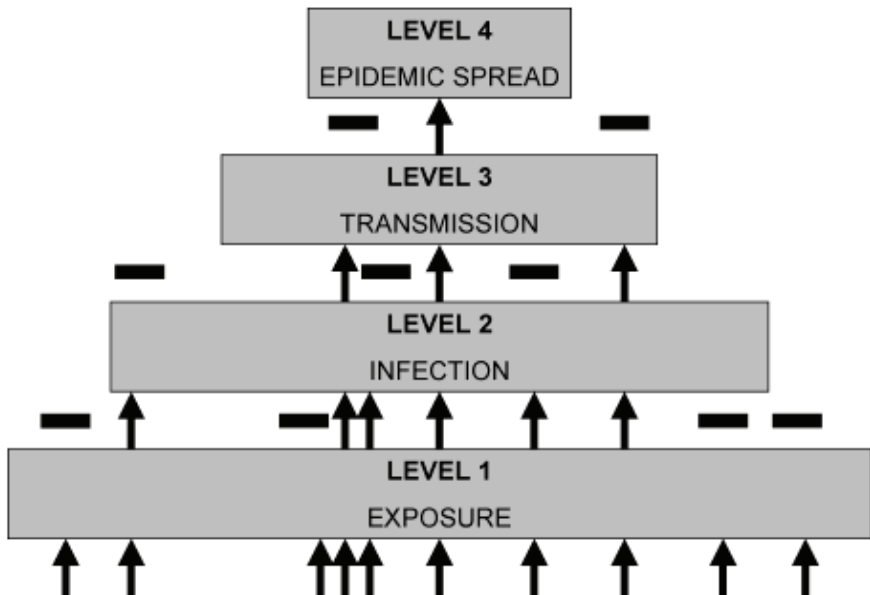 LEVEL 4
EPIDEMIC SPREAD
LEVEL 3
TRANSMISSION
LEVEL 2
INFECTION
LEVEL 1
EXPOSURE